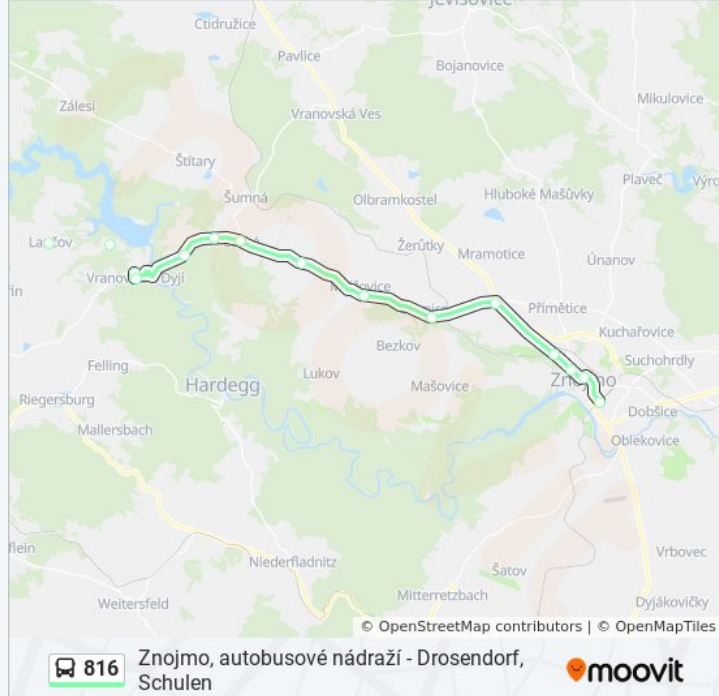 Jevišovice
Ctidružice
Pavlice
Bojanovice
Mikulovice
Zálesí
Vranovská Ves
Štítary
Plaveč
Šumná
Olbramkostel
Hluboké Mašůvky
Žerůtky
Mramotice
Únanov
Vranov Dyjí
Přímětice
Kuchařovice
Bezkov
Suchohrdly
Felling
Lukov
Hardegg
Mašovice
Znojmo
Riegersburg
Dobšice
Mallersbach
Oblekovice
Vrbovec
Niederfladnitz
Šatov
Weitersfeld
Mitterretzbach
Dyjákovičky
© OpenStreetMap contributors | © OpenMapTiles
816
Znojmo, autobusové nádraží - Drosendorf,
Schulen
moovit